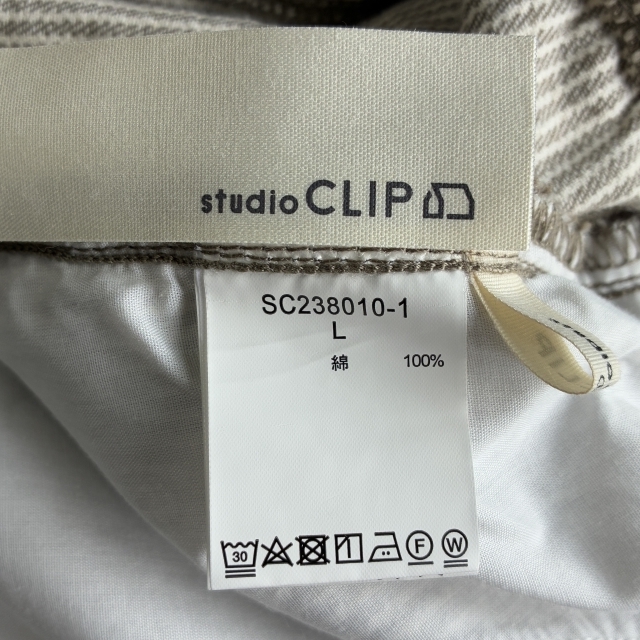 studio CLIP
SC238010-1
L
綿 100%
30 F W